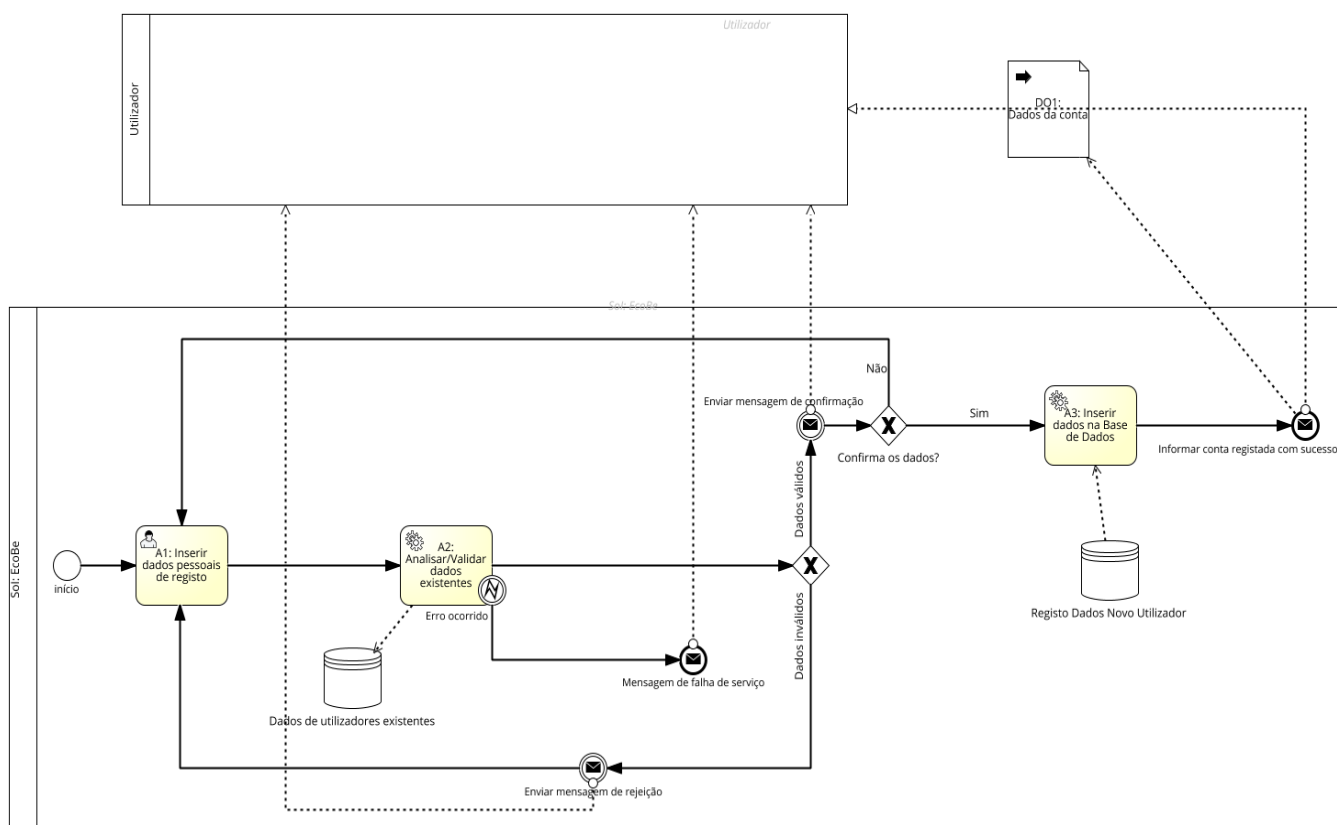 Utilizador
Utilizador
DO1:
Dados da conta
Sol: EcoBe
Sol: EcoBe
Não
Enviar mensagem de confirmação
Sim
Confirma os dados?
A3: Inserir
dados na Base
de Dados
Informar conta registada com sucesso
Dados válidos
início
A1: Inserir
dados pessoais
de registo
A2:
Analisar/Validar
dados
existentes
Erro ocorrido
Registo Dados Novo Utilizador
Dados inválidos
Mensagem de falha de serviço
Dados de utilizadores existentes
Enviar mensagem de rejeição